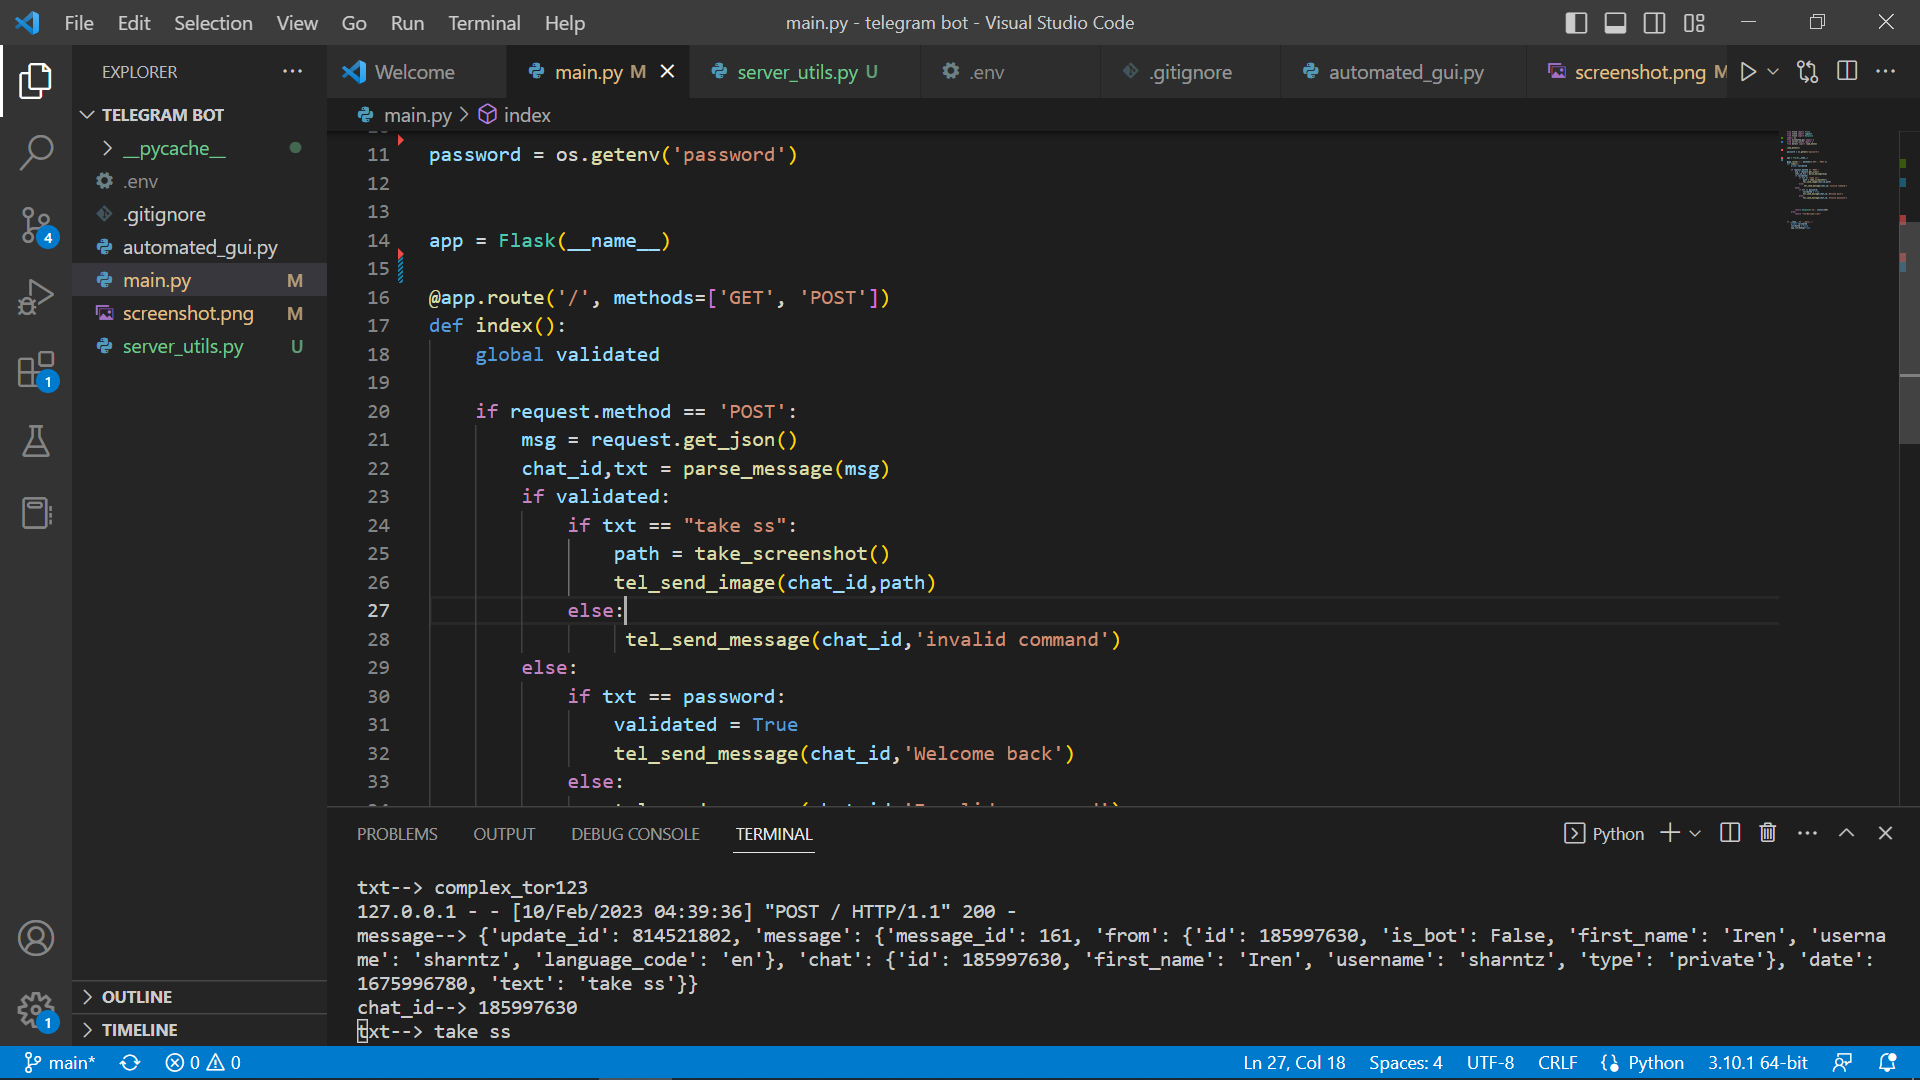 File Edit Selection View Go Run Terminal Help
main.py - telegram bot - Visual Studio Code
EXPLORER
TELEGRAM BOT
__pycache__
.env
.gitignore
automated_gui.py
main.py M
screenshot.png M
server_utils.py U
OUTLINE
TIMELINE
4
1
1
Welcome main.py M server_utils.py U .env .gitignore automated_gui.py screenshot.png M
main.py > index
11 password = os.getenv('password')
12
13
14 app = Flask(__name__)
15
16 @app.route('/', methods=['GET', 'POST'])
17 def index():
18 global validated
19
20 if request.method == 'POST':
21 msg = request.get_json()
22 chat_id,txt = parse_message(msg)
23 if validated:
24 if txt == "take ss":
25 path = take_screenshot()
26 tel_send_image(chat_id,path)
27 else:
28 tel_send_message(chat_id,'invalid command')
29 else:
30 if txt == password:
31 validated = True
32 tel_send_message(chat_id,'Welcome back')
33 else:
PROBLEMS OUTPUT DEBUG CONSOLE TERMINAL Python
txt--> complex_tor123
127.0.0.1 - - [10/Feb/2023 04:39:36] "POST / HTTP/1.1" 200 -
message--> {'update_id': 814521802, 'message': {'message_id': 161, 'from': {'id': 185997630, 'is_bot': False, 'first_name': 'Iren', 'userna
me': 'sharntz', 'language_code': 'en'}, 'chat': {'id': 185997630, 'first_name': 'Iren', 'username': 'sharntz', 'type': 'private'}, 'date':
1675996780, 'text': 'take ss'}}
chat_id--> 185997630
txt--> take ss
main* 0 0 Ln 27, Col 18 Spaces: 4 UTF-8 CRLF Python 3.10.1 64-bit